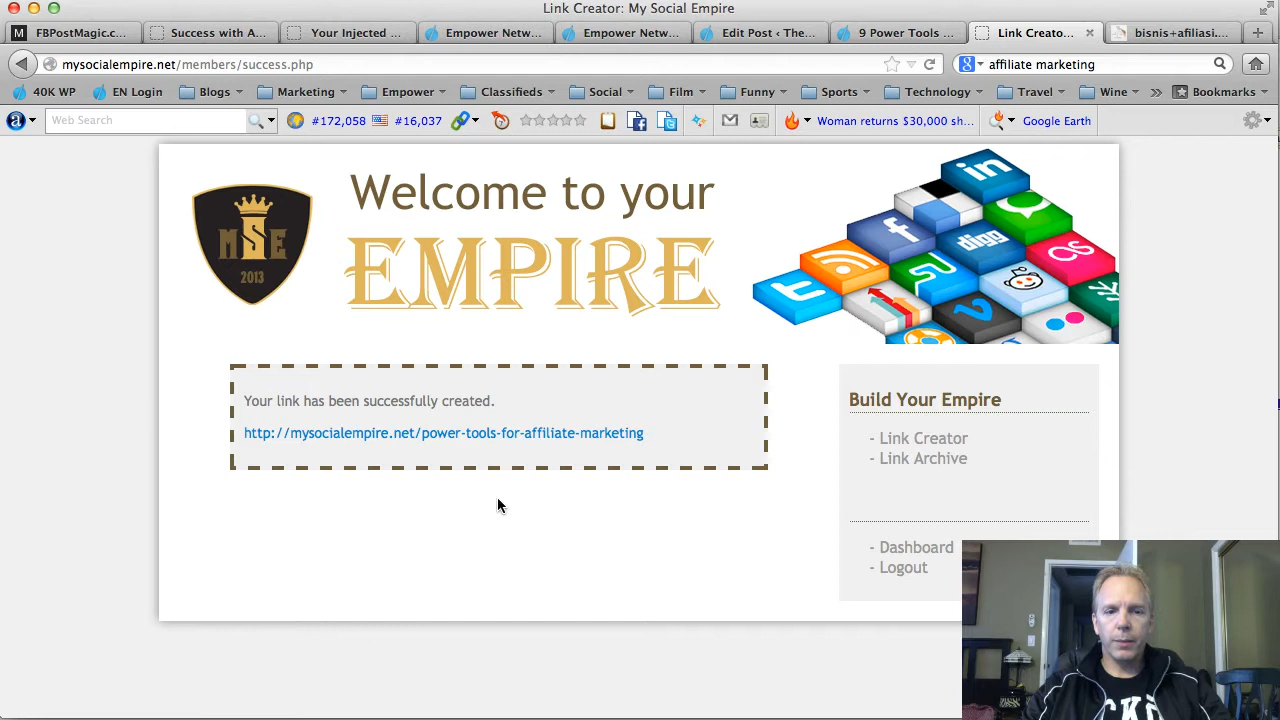 Link Creator: My Social Empire
FBPostMagic.c...
Success with A...
Your Injected ...
Empower Netw...
Empower Netw...
Edit Post ‹ The...
9 Power Tools ...
Link Creato...
bisnis+afiliasi...
mysocialempire.net/members/success.php
affiliate marketing
40K WP
EN Login
Blogs
Marketing
Empower
Classifieds
Social
Film
Funny
Sports
Technology
Travel
Wine
»
Bookmarks
Web Search
#172,058
#16,037
Woman returns $30,000 sh...
Google Earth
Welcome to your
EMPIRE
MSE
2013
in
f
digg
Your link has been successfully created.
http://mysocialempire.net/power-tools-for-affiliate-marketing
Build Your Empire
- Link Creator
- Link Archive
- Dashboard
- Logout